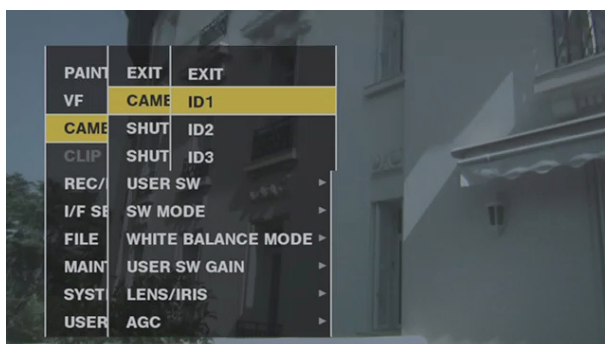 PAINT EXIT EXIT
VF CAME ID1
CAME SHUT ID2
CLIP SHUT ID3
REC/ USER SW
I/F SE SW MODE
FILE WHITE BALANCE MODE
MAINT USER SW GAIN
SYST LENS/IRIS
USER AGC